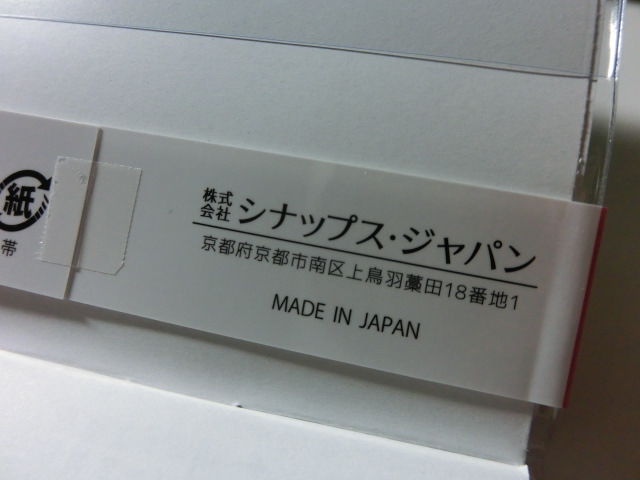 紙
帯
株式会社 シナップス・ジャパン
京都府京都市南区上鳥羽藁田18番地1
MADE IN JAPAN